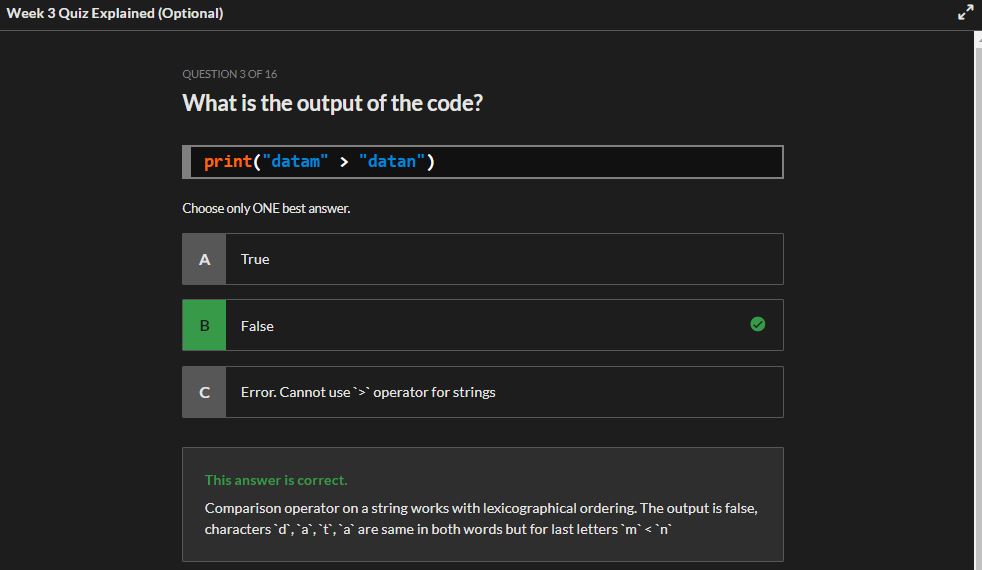 Week 3 Quiz Explained (Optional)
QUESTION 3 OF 16
What is the output of the code?
print("datam" > "datan")
Choose only ONE best answer.
A True
B False
C Error. Cannot use `>` operator for strings
This answer is correct.
Comparison operator on a string works with lexicographical ordering. The output is false,
characters `d`, `a`, `t`, `a` are same in both words but for last letters `m` < `n`